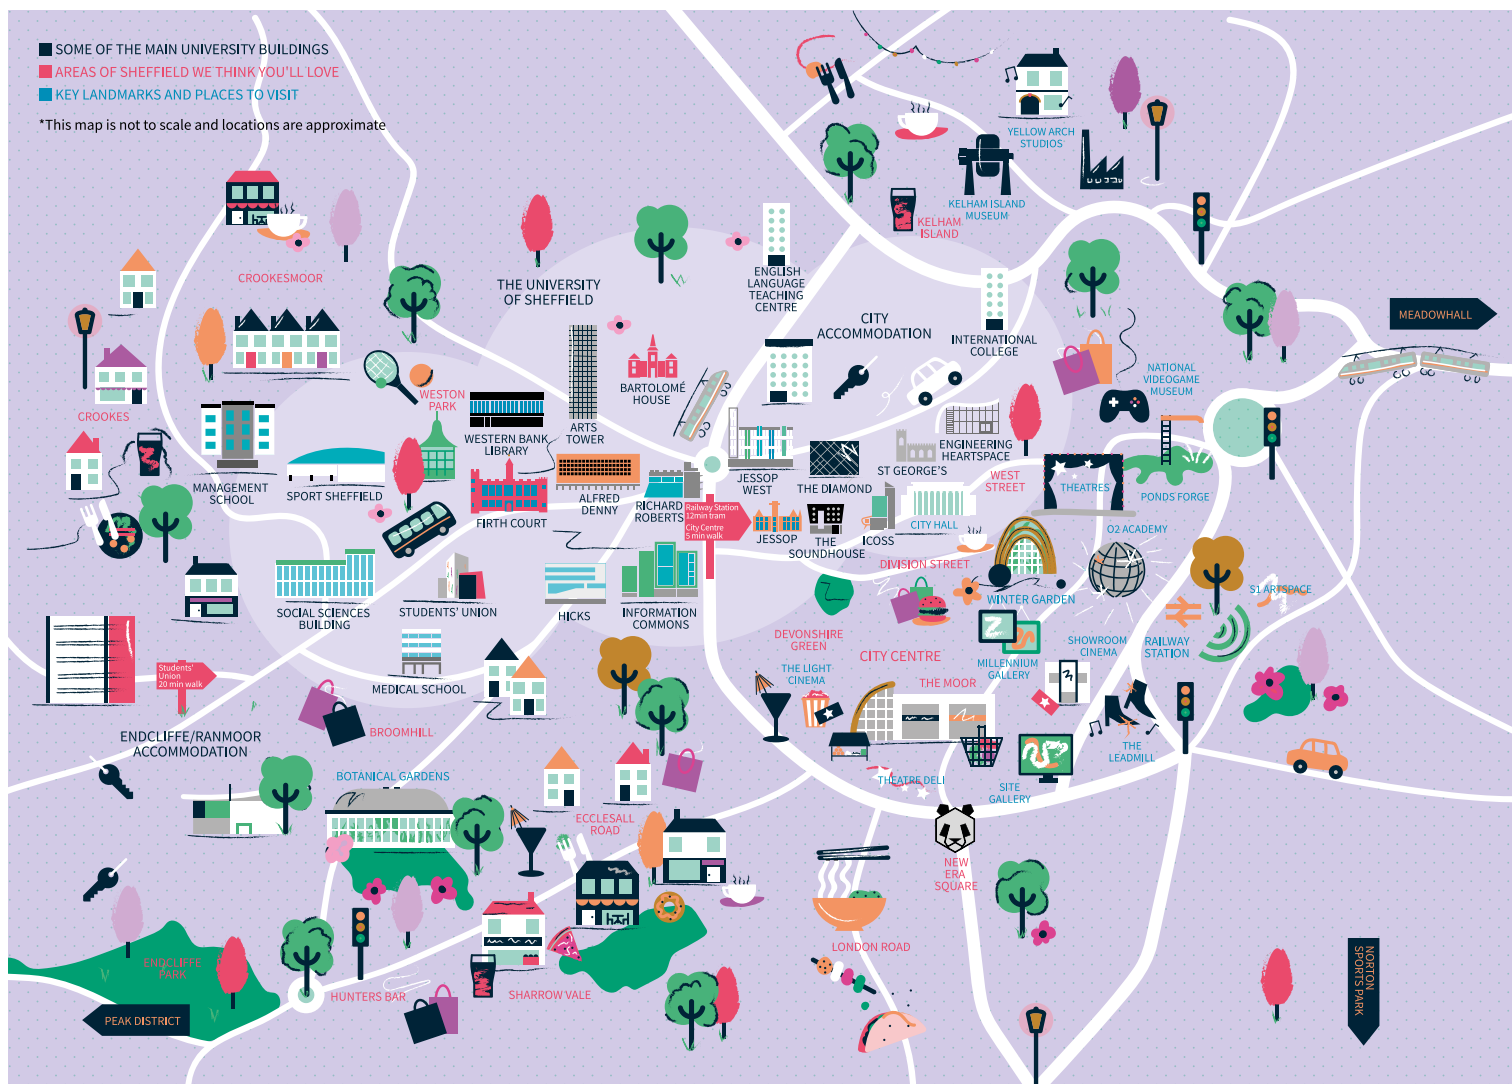 SOME OF THE MAIN UNIVERSITY BUILDINGS
AREAS OF SHEFFIELD WE THINK YOU'LL LOVE
KEY LANDMARKS AND PLACES TO VISIT
*This map is not to scale and locations are approximate
YELLOW ARCH
STUDIOS
KELHAM ISLAND
MUSEUM
KELHAM
ISLAND
CROOKESMOOR
THE UNIVERSITY
OF SHEFFIELD
ENGLISH
LANGUAGE
TEACHING
CENTRE
CITY
ACCOMMODATION
INTERNATIONAL
COLLEGE
MEADOWHALL
NATIONAL
VIDEOGAME
MUSEUM
CROOKES
WESTON
PARK
BARTOLOMÉ
HOUSE
ARTS
TOWER
WESTERN BANK
LIBRARY
ENGINEERING
HEARTSPACE
ST GEORGE'S
WEST
STREET
THEATRES
PONDS FORGE
MANAGEMENT
SCHOOL
SPORT SHEFFIELD
FIRTH COURT
ALFRED
DENNY
RICHARD
ROBERTS
Railway Station
12min tram
City Centre
5 min walk
JESSOP
WEST
THE DIAMOND
JESSOP
THE
SOUNDHOUSE
ICOSS
CITY HALL
O2 ACADEMY
DIVISION STREET
WINTER GARDEN
S1 ARTSPACE
SOCIAL SCIENCES
BUILDING
STUDENTS' UNION
HICKS
INFORMATION
COMMONS
DEVONSHIRE
GREEN
CITY CENTRE
MILLENNIUM
GALLERY
SHOWROOM
CINEMA
RAILWAY
STATION
Students'
Union
20 min walk
MEDICAL SCHOOL
THE LIGHT
CINEMA
THE MOOR
BROOMHILL
ENDCLIFFE/RANMOOR
ACCOMMODATION
THE
LEADMILL
BOTANICAL GARDENS
THEATRE DELI
SITE
GALLERY
ECCLESALL
ROAD
NEW
ERA
SQUARE
LONDON ROAD
ENDCLIFFE
PARK
HUNTERS BAR
SHARROW VALE
PEAK DISTRICT
NORTON
SPORTS PARK